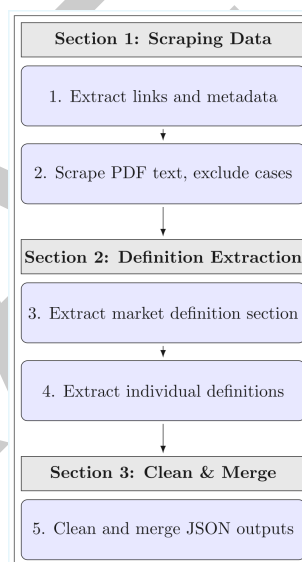 Section 1: Scraping Data
1. Extract links and metadata
2. Scrape PDF text, exclude cases
Section 2: Definition Extraction
3. Extract market definition section
4. Extract individual definitions
Section 3: Clean & Merge
5. Clean and merge JSON outputs